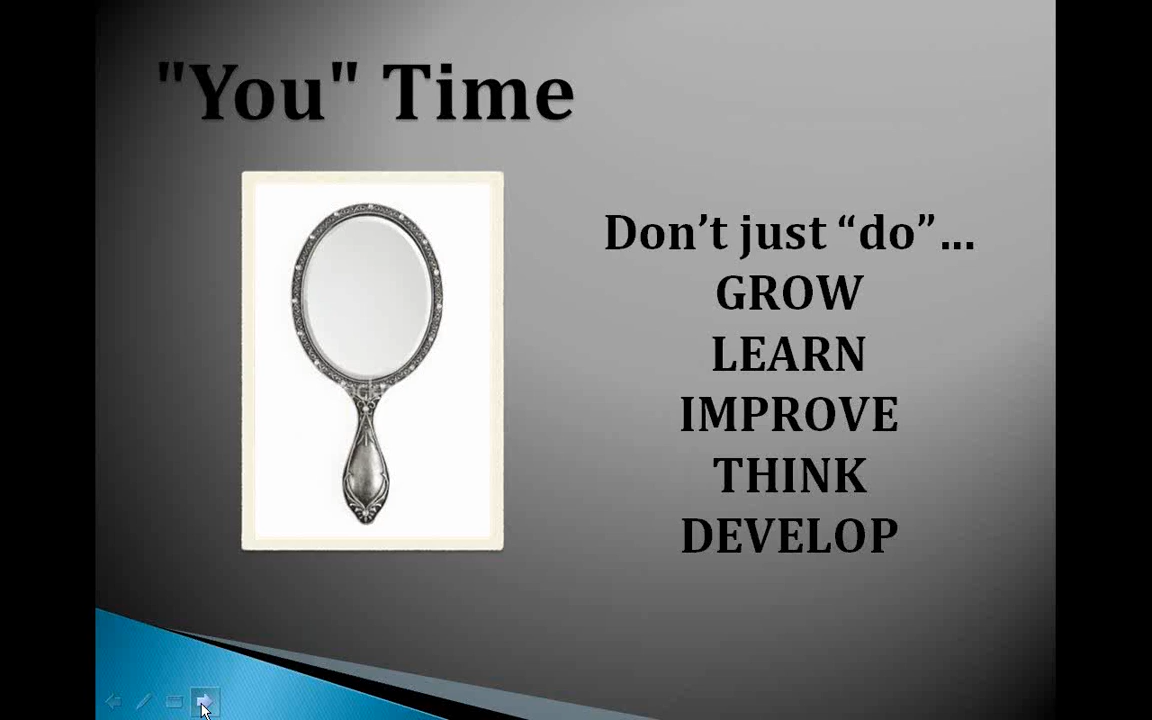 "You" Time
Don’t just “do”...
GROW
LEARN
IMPROVE
THINK
DEVELOP